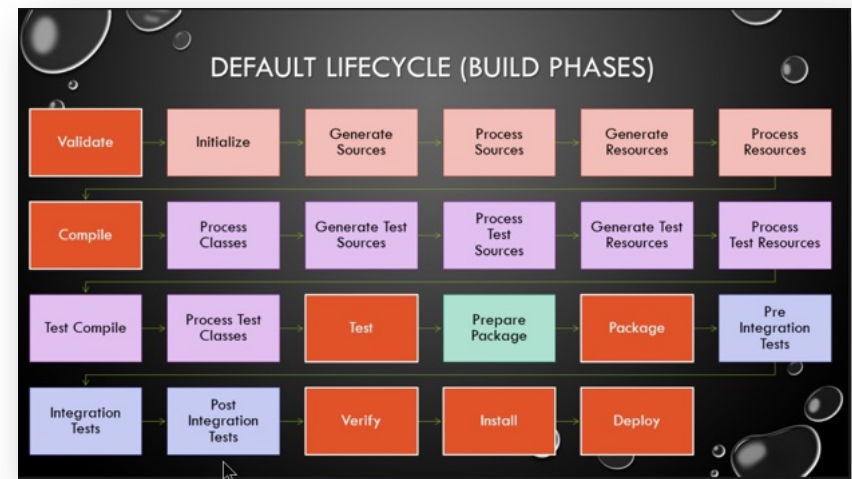 DEFAULT LIFECYCLE (BUILD PHASES)
Validate
Initialize
Generate
Sources
Process
Sources
Generate
Resources
Process
Resources
Compile
Process
Classes
Generate Test
Sources
Process
Test
Sources
Generate Test
Resources
Process
Test Resources
Test Compile
Process Test
Classes
Test
Prepare
Package
Package
Pre
Integration
Tests
Integration
Tests
Post
Integration
Tests
Verify
Install
Deploy